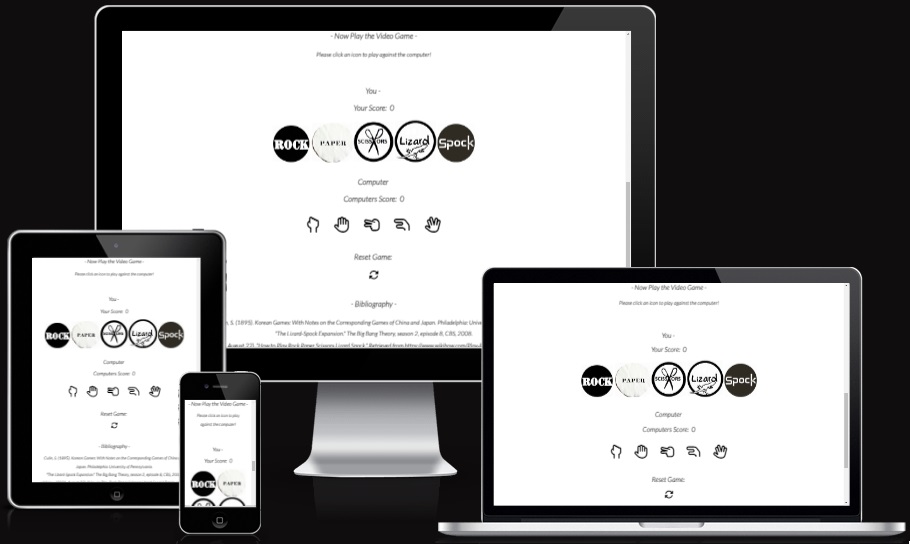 - Now Play the Video Game -
Please click an icon to play against the computer!
You -
Your Score: 0
ROCK PAPER SCISSORS Lizard Spock
Computer
Computers Score: 0
Reset Game:
- Bibliography -
, S. (1895). Korean Games: With Notes on the Corresponding Games of China and Japan. Philadelphia: Unive
"The Lizard-Spock Expansion." The Big Bang Theory, season 2, episode 8, CBS, 2008.
"How to Play Rock Paper Scissors Lizard Spock." Retrieved from https://www.wikihow.com/Play-
- Now Play the Video Game -
Please click an icon to play against the computer!
You -
Your Score: 0
ROCK PAPER SCISSORS Lizard Spock
Computer
Computers Score: 0
Reset Game:
- Bibliography -
Culin, S. (1895). Korean Games: With Notes on the Corresponding Games of China
Japan. Philadelphia: University of Pennsylvania.
"The Lizard-Spock Expansion." The Big Bang Theory, season 2, episode 8, CBS, 200
- Now Play the Video Game -
Please click an icon to play
against the computer!
You -
Your Score: 0
ROCK PAPER
- Now Play the Video Game -
Please click an icon to play against the computer!
You -
Your Score: 0
ROCK PAPER SCISSORS Lizard Spock
Computer
Computers Score: 0
Reset Game: